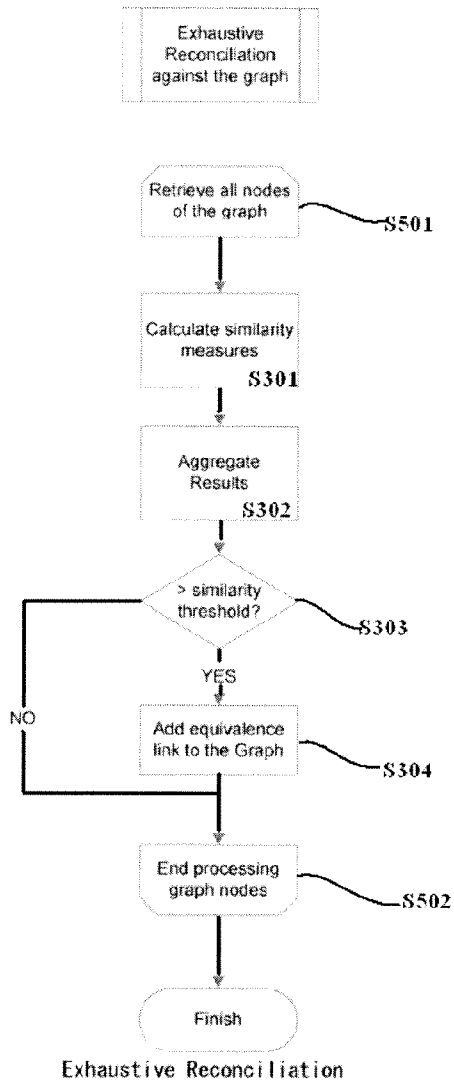 Exhaustive
Reconciliation
against the graph
Retrieve all nodes
of the graph
S501
Calculate similarity
measures
S301
Aggregate
Results
S302
> similarity
threshold?
S303
YES
NO
Add equivalence
link to the Graph
S304
End processing
graph nodes
S502
Finish
Exhaustive Reconciliation